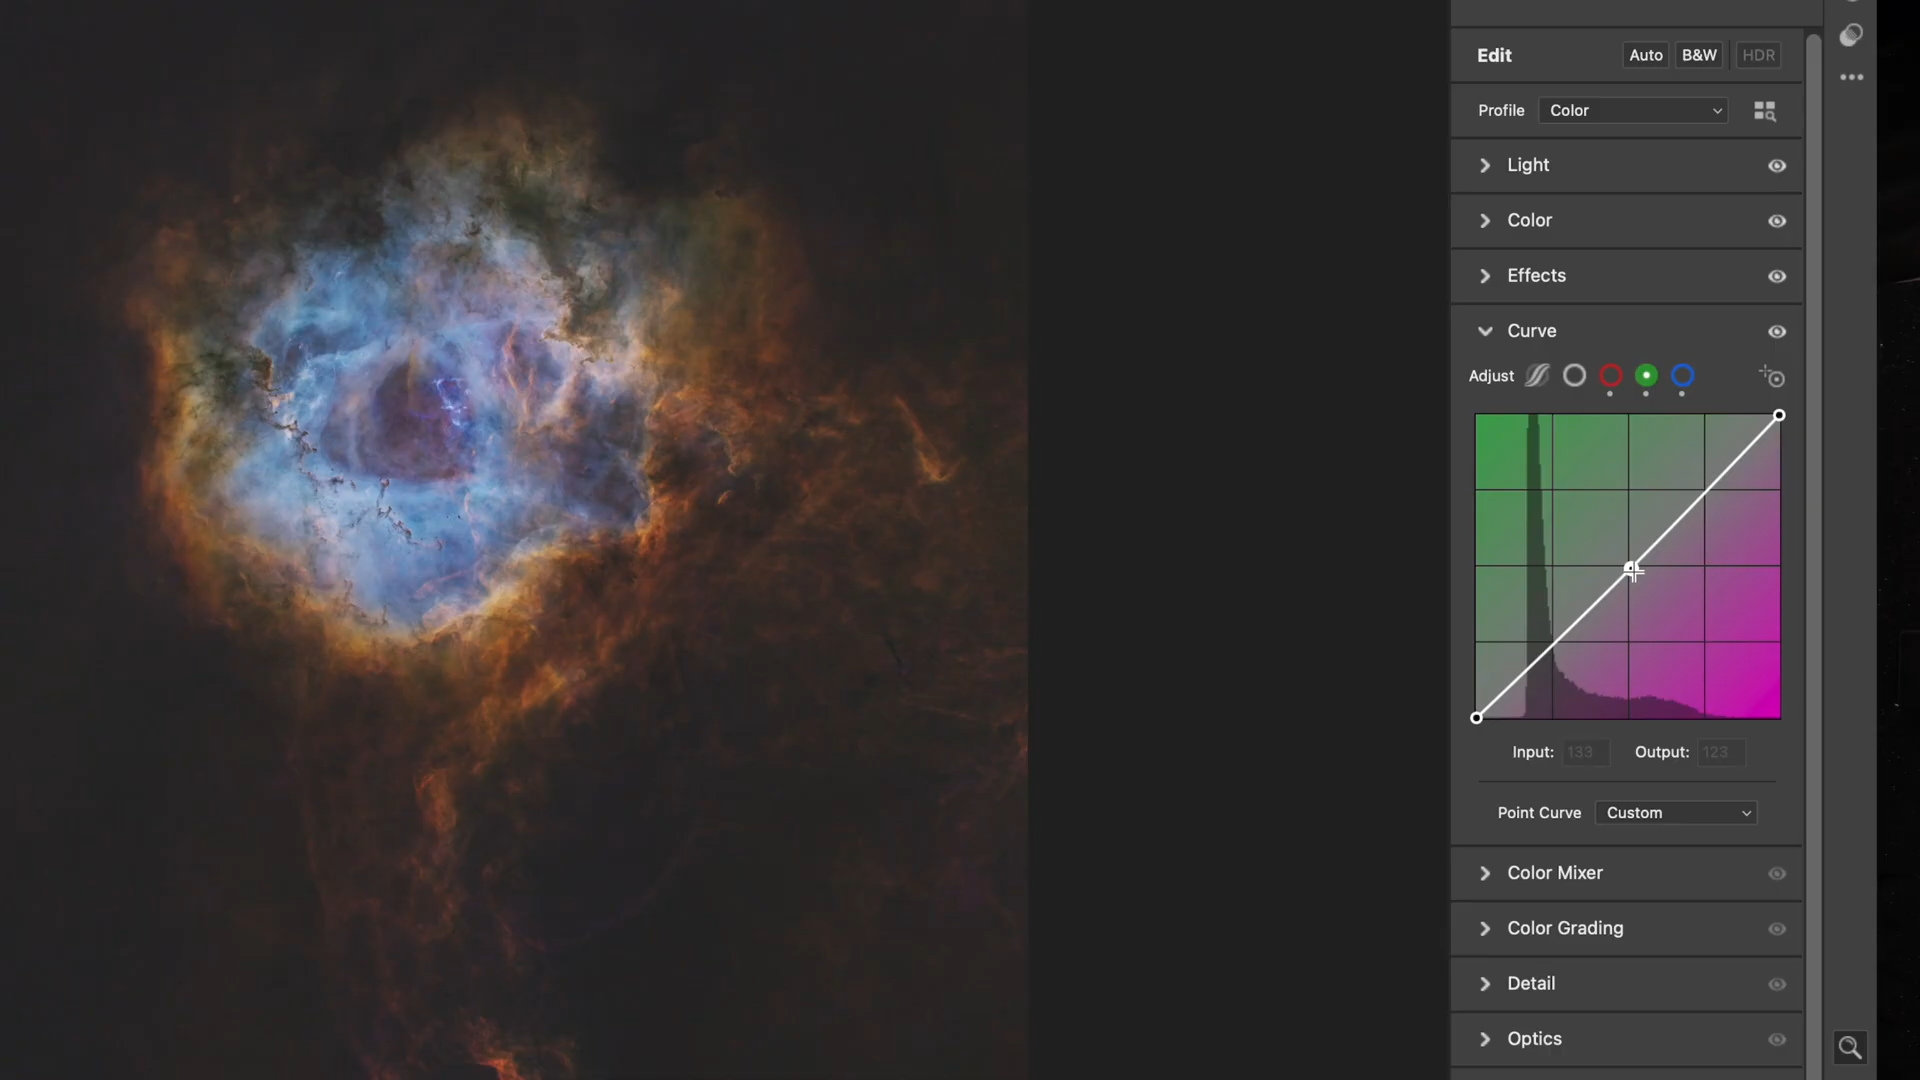 Edit Auto B&W HDR
Profile Color
Light
Color
Effects
Curve
Adjust
Input: 133 Output: 123
Point Curve Custom
Color Mixer
Color Grading
Detail
Optics